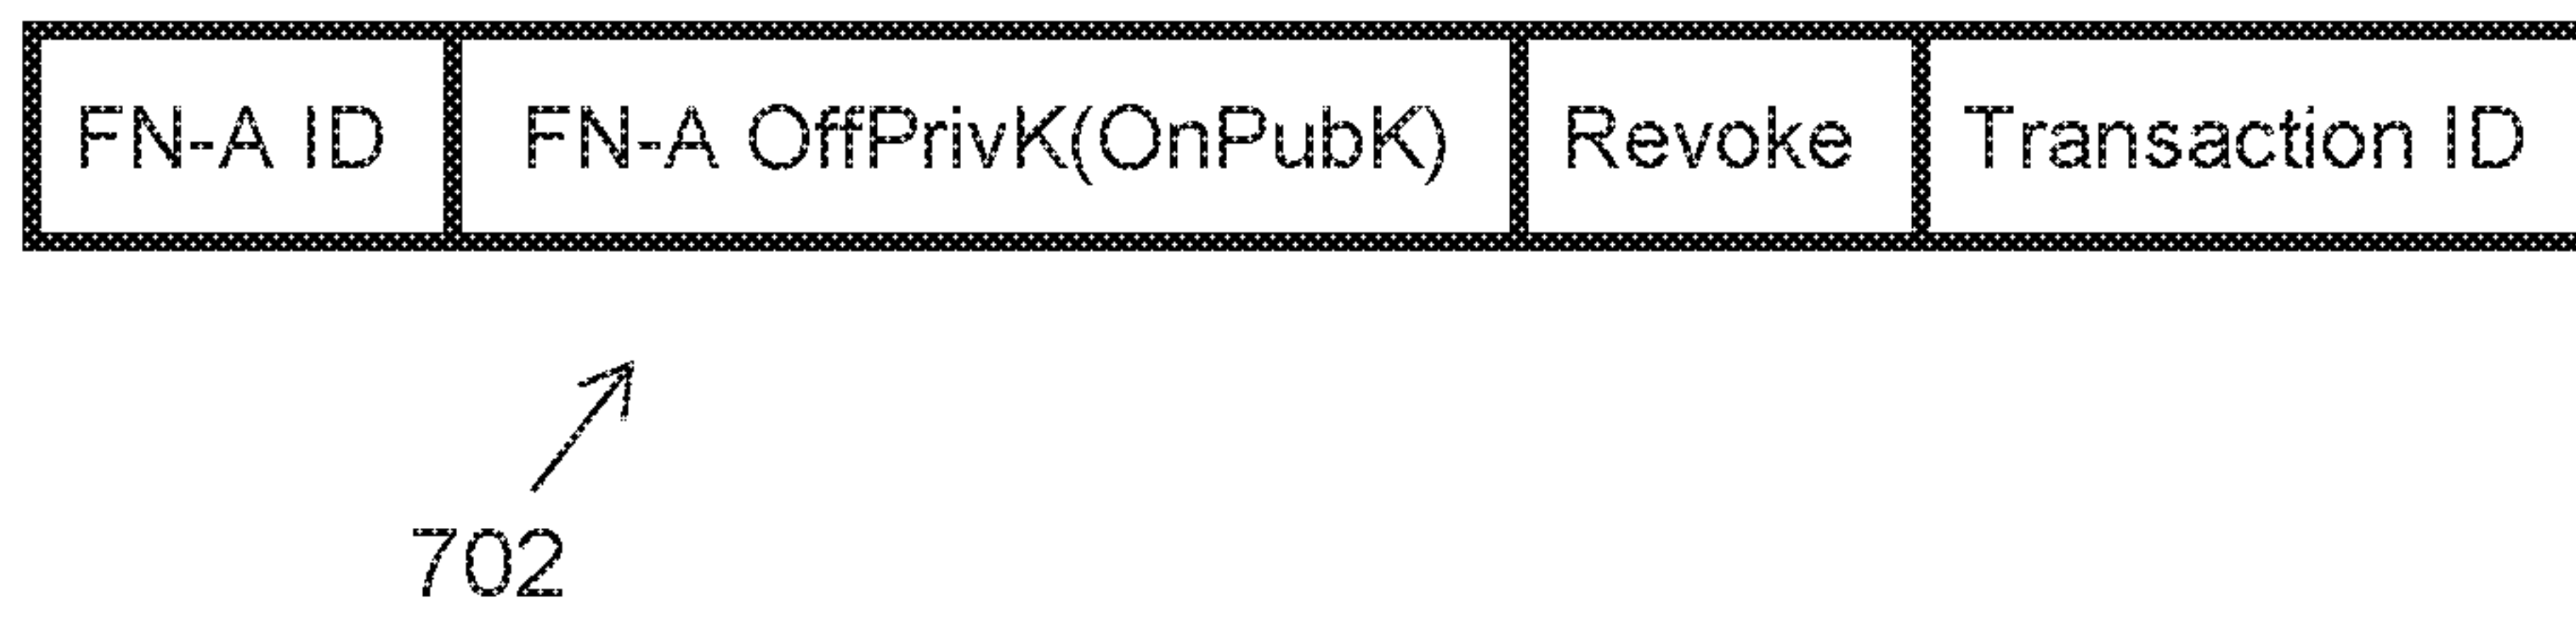 FN-A ID FN-A OffPrivK(OnPubK) Revoke Transaction ID
702